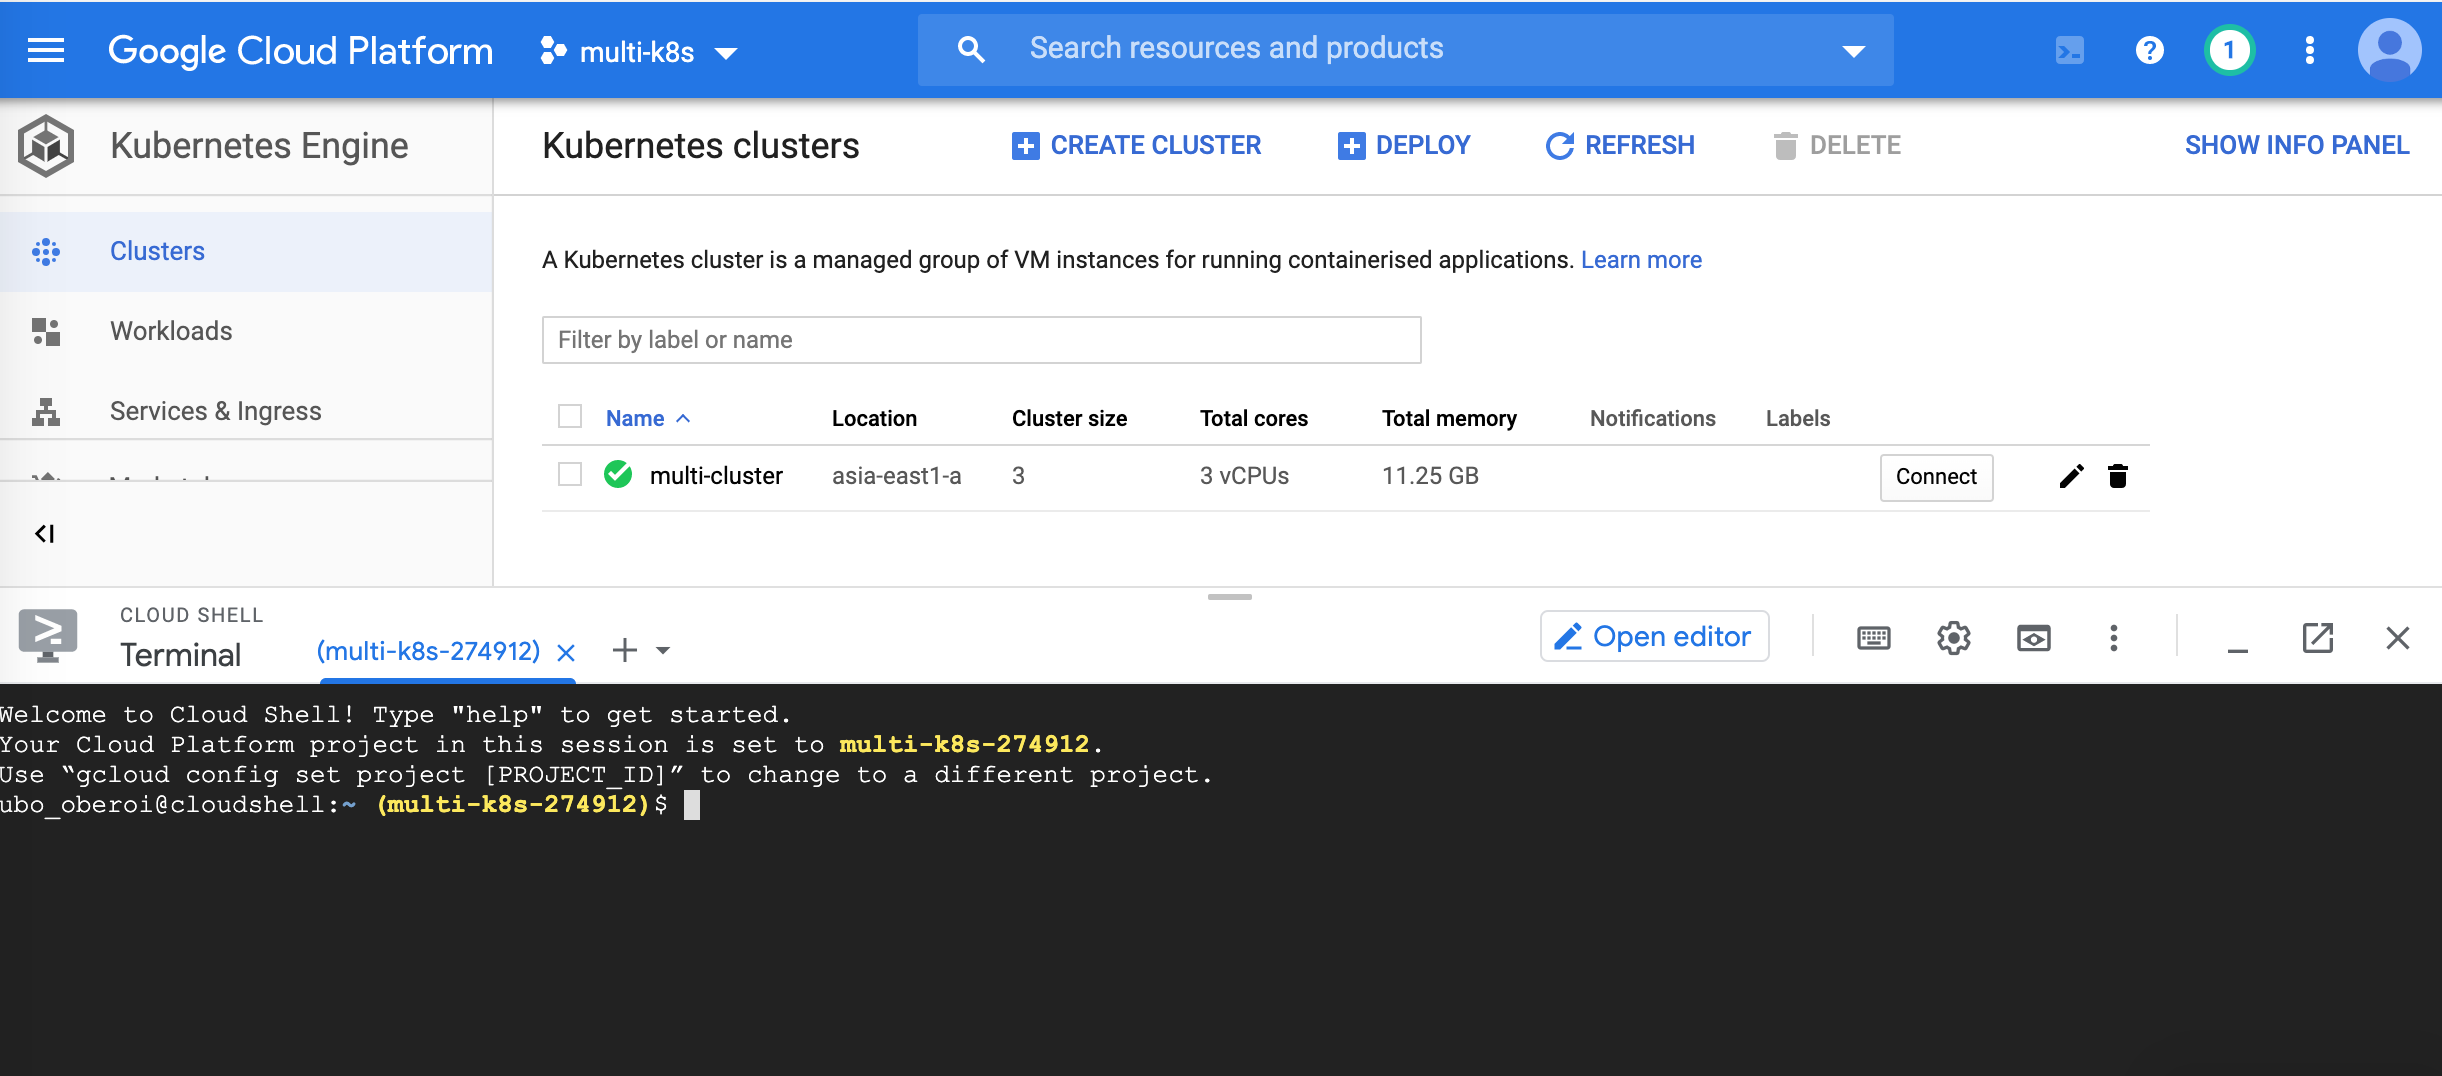 Google Cloud Platform
multi-k8s
Search resources and products
1
Kubernetes Engine
Kubernetes clusters
CREATE CLUSTER
DEPLOY
REFRESH
DELETE
SHOW INFO PANEL
Clusters
Workloads
Services & Ingress
A Kubernetes cluster is a managed group of VM instances for running containerised applications. Learn more
Filter by label or name
Name Location Cluster size Total cores Total memory Notifications Labels
multi-cluster asia-east1-a 3 3 vCPUs 11.25 GB Connect
CLOUD SHELL
Terminal
(multi-k8s-274912)
Open editor
Welcome to Cloud Shell! Type "help" to get started.
Your Cloud Platform project in this session is set to multi-k8s-274912.
Use “gcloud config set project [PROJECT_ID]” to change to a different project.
ubo_oberoi@cloudshell:~ (multi-k8s-274912)$